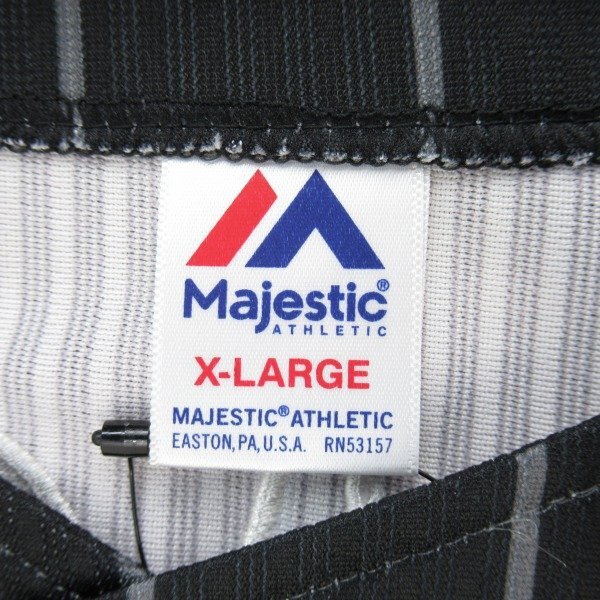 Majestic®
ATHLETIC
X-LARGE
MAJESTIC® ATHLETIC
EASTON, PA, U.S.A. RN53157